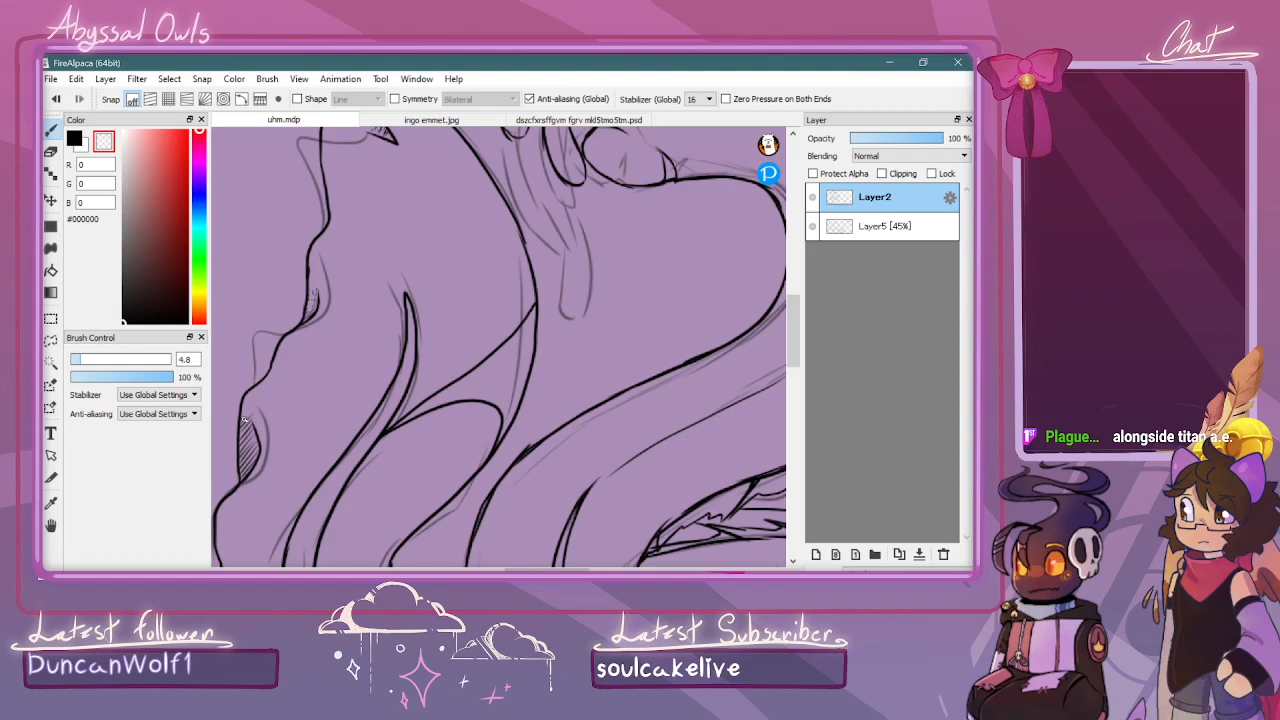 Abyssal Owls
Chat
FireAlpaca (64bit)
File Edit Layer Filter Select Snap Color Brush View Animation Tool Window Help
Snap off Shape Line Symmetry Bilateral Anti-aliasing (Global) Stabilizer (Global) 16 Zero Pressure on Both Ends
Color
uhm.mdp
ingo emmet.jpg
dszcfxrsffgvm fgrv mkl5tmo5tm.psd
Layer
R 0
G 0
B 0
#000000
Opacity 100 %
Blending Normal
Protect Alpha Clipping Lock
Layer2
Layer5 [45%]
Brush Control
4.8
100 %
Stabilizer Use Global Settings
Anti-aliasing Use Global Settings
T
P
Plague... alongside titan a.e.
Latest follower
DuncanWolf1
Latest Subscriber
soulcakelive